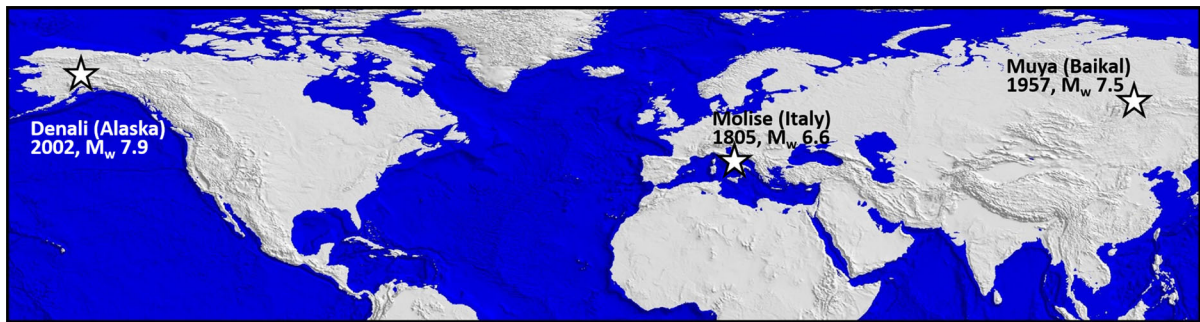 Denali (Alaska)
2002, Mw 7.9
Molise (Italy)
1805, Mw 6.6
Muya (Baikal)
1957, Mw 7.5